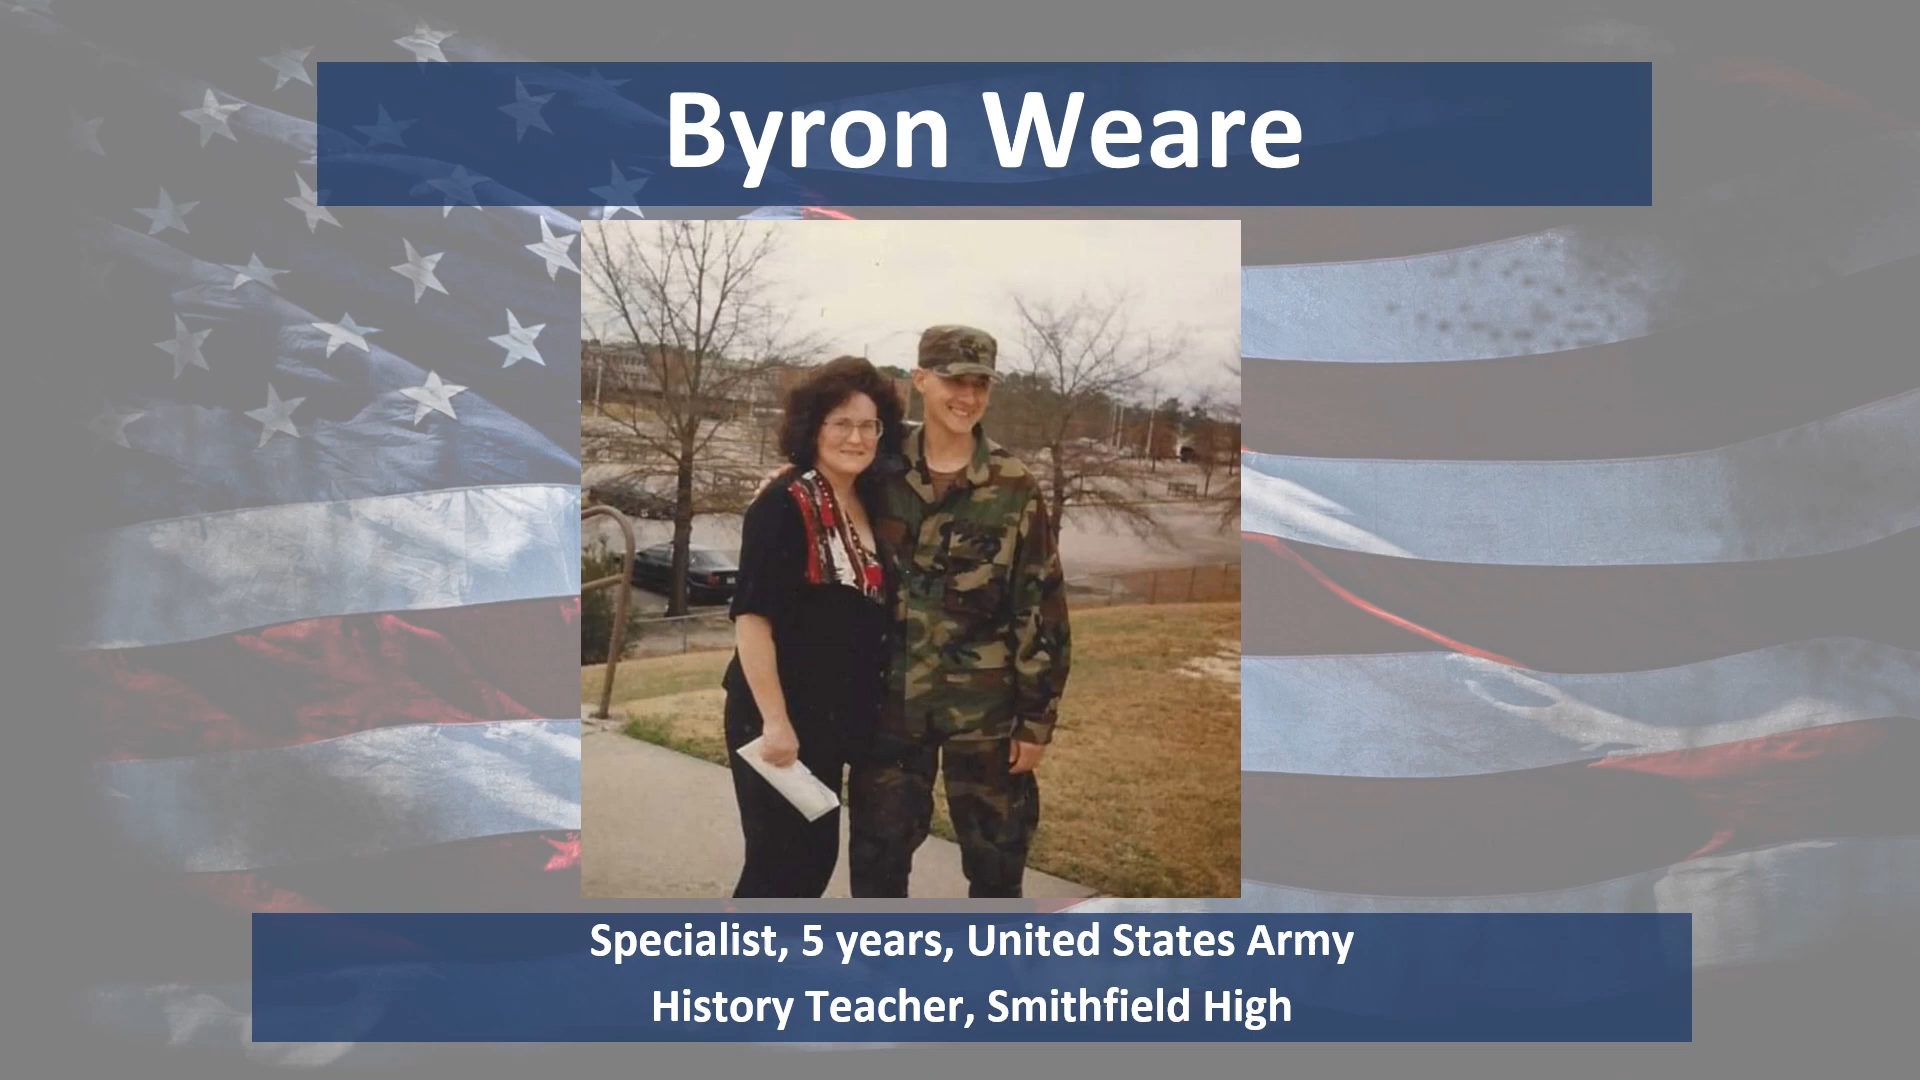 Byron Weare
Specialist, 5 years, United States Army
History Teacher, Smithfield High